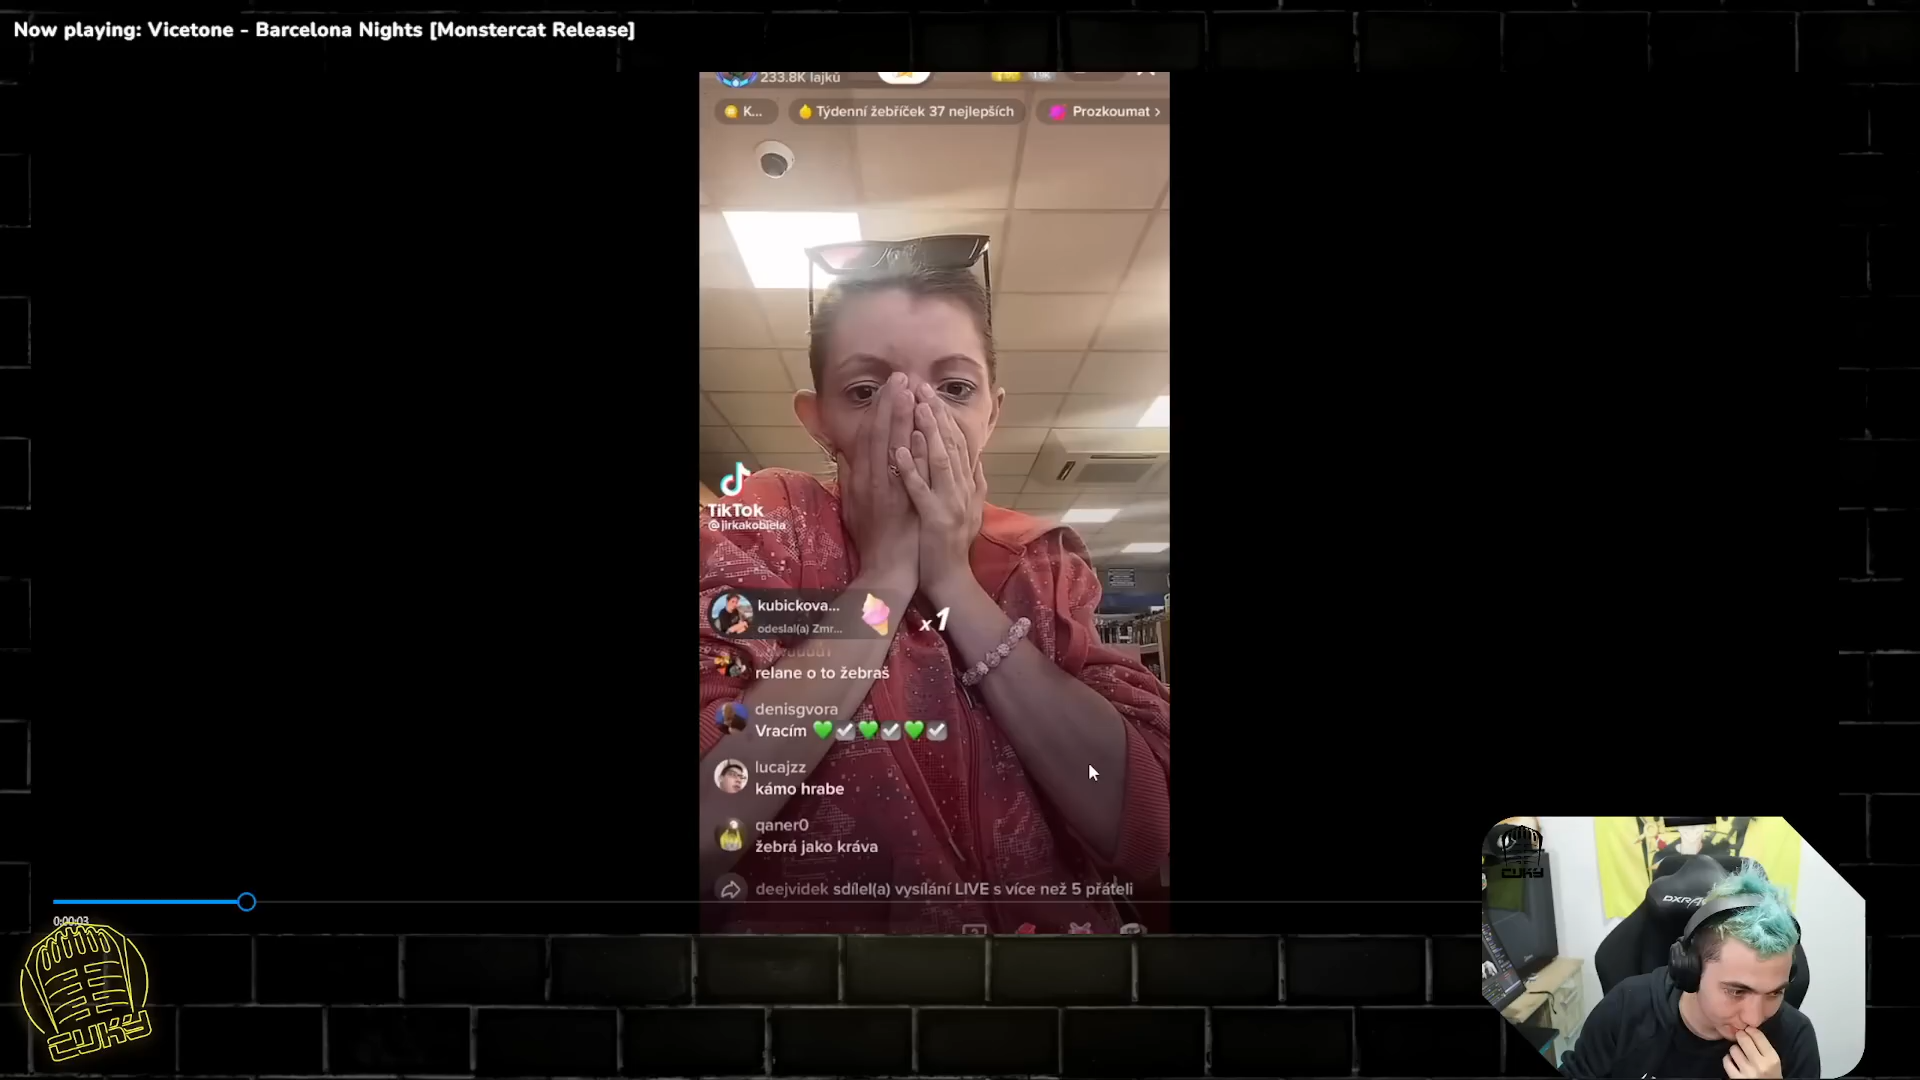 Now playing: Vicetone - Barcelona Nights [Monstercat Release]
233.8K lajků
K...
Týdenní žebříček 37 nejlepších
Prozkoumat >
TikTok
@jirkakobiela
kubickova...
odeslal(a) Zmr...
x1
relane o to žebraš
denisgvora
Vracím 💚☑️💚☑️💚☑️
lucajzz
kámo hrabe
qaner0
žebrá jako kráva
deejvidek sdílel(a) vysílání LIVE s více než 5 přáteli
0:00:03
CUKY
CUKY